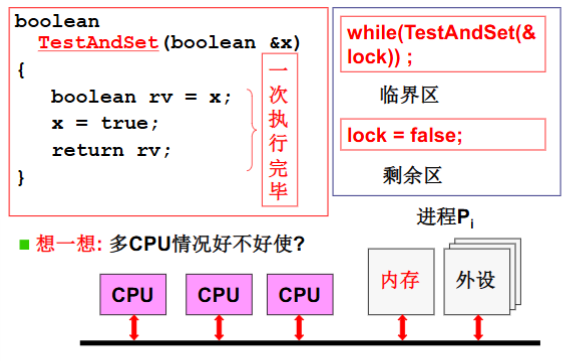 boolean
TestAndSet(boolean &x)
{
boolean rv = x;
x = true;
return rv;
}
一次执行完毕
while(TestAndSet(&
lock)) ;
临界区
lock = false;
剩余区
进程Pi
想一想: 多CPU情况好不好使?
CPU
CPU
CPU
内存
外设